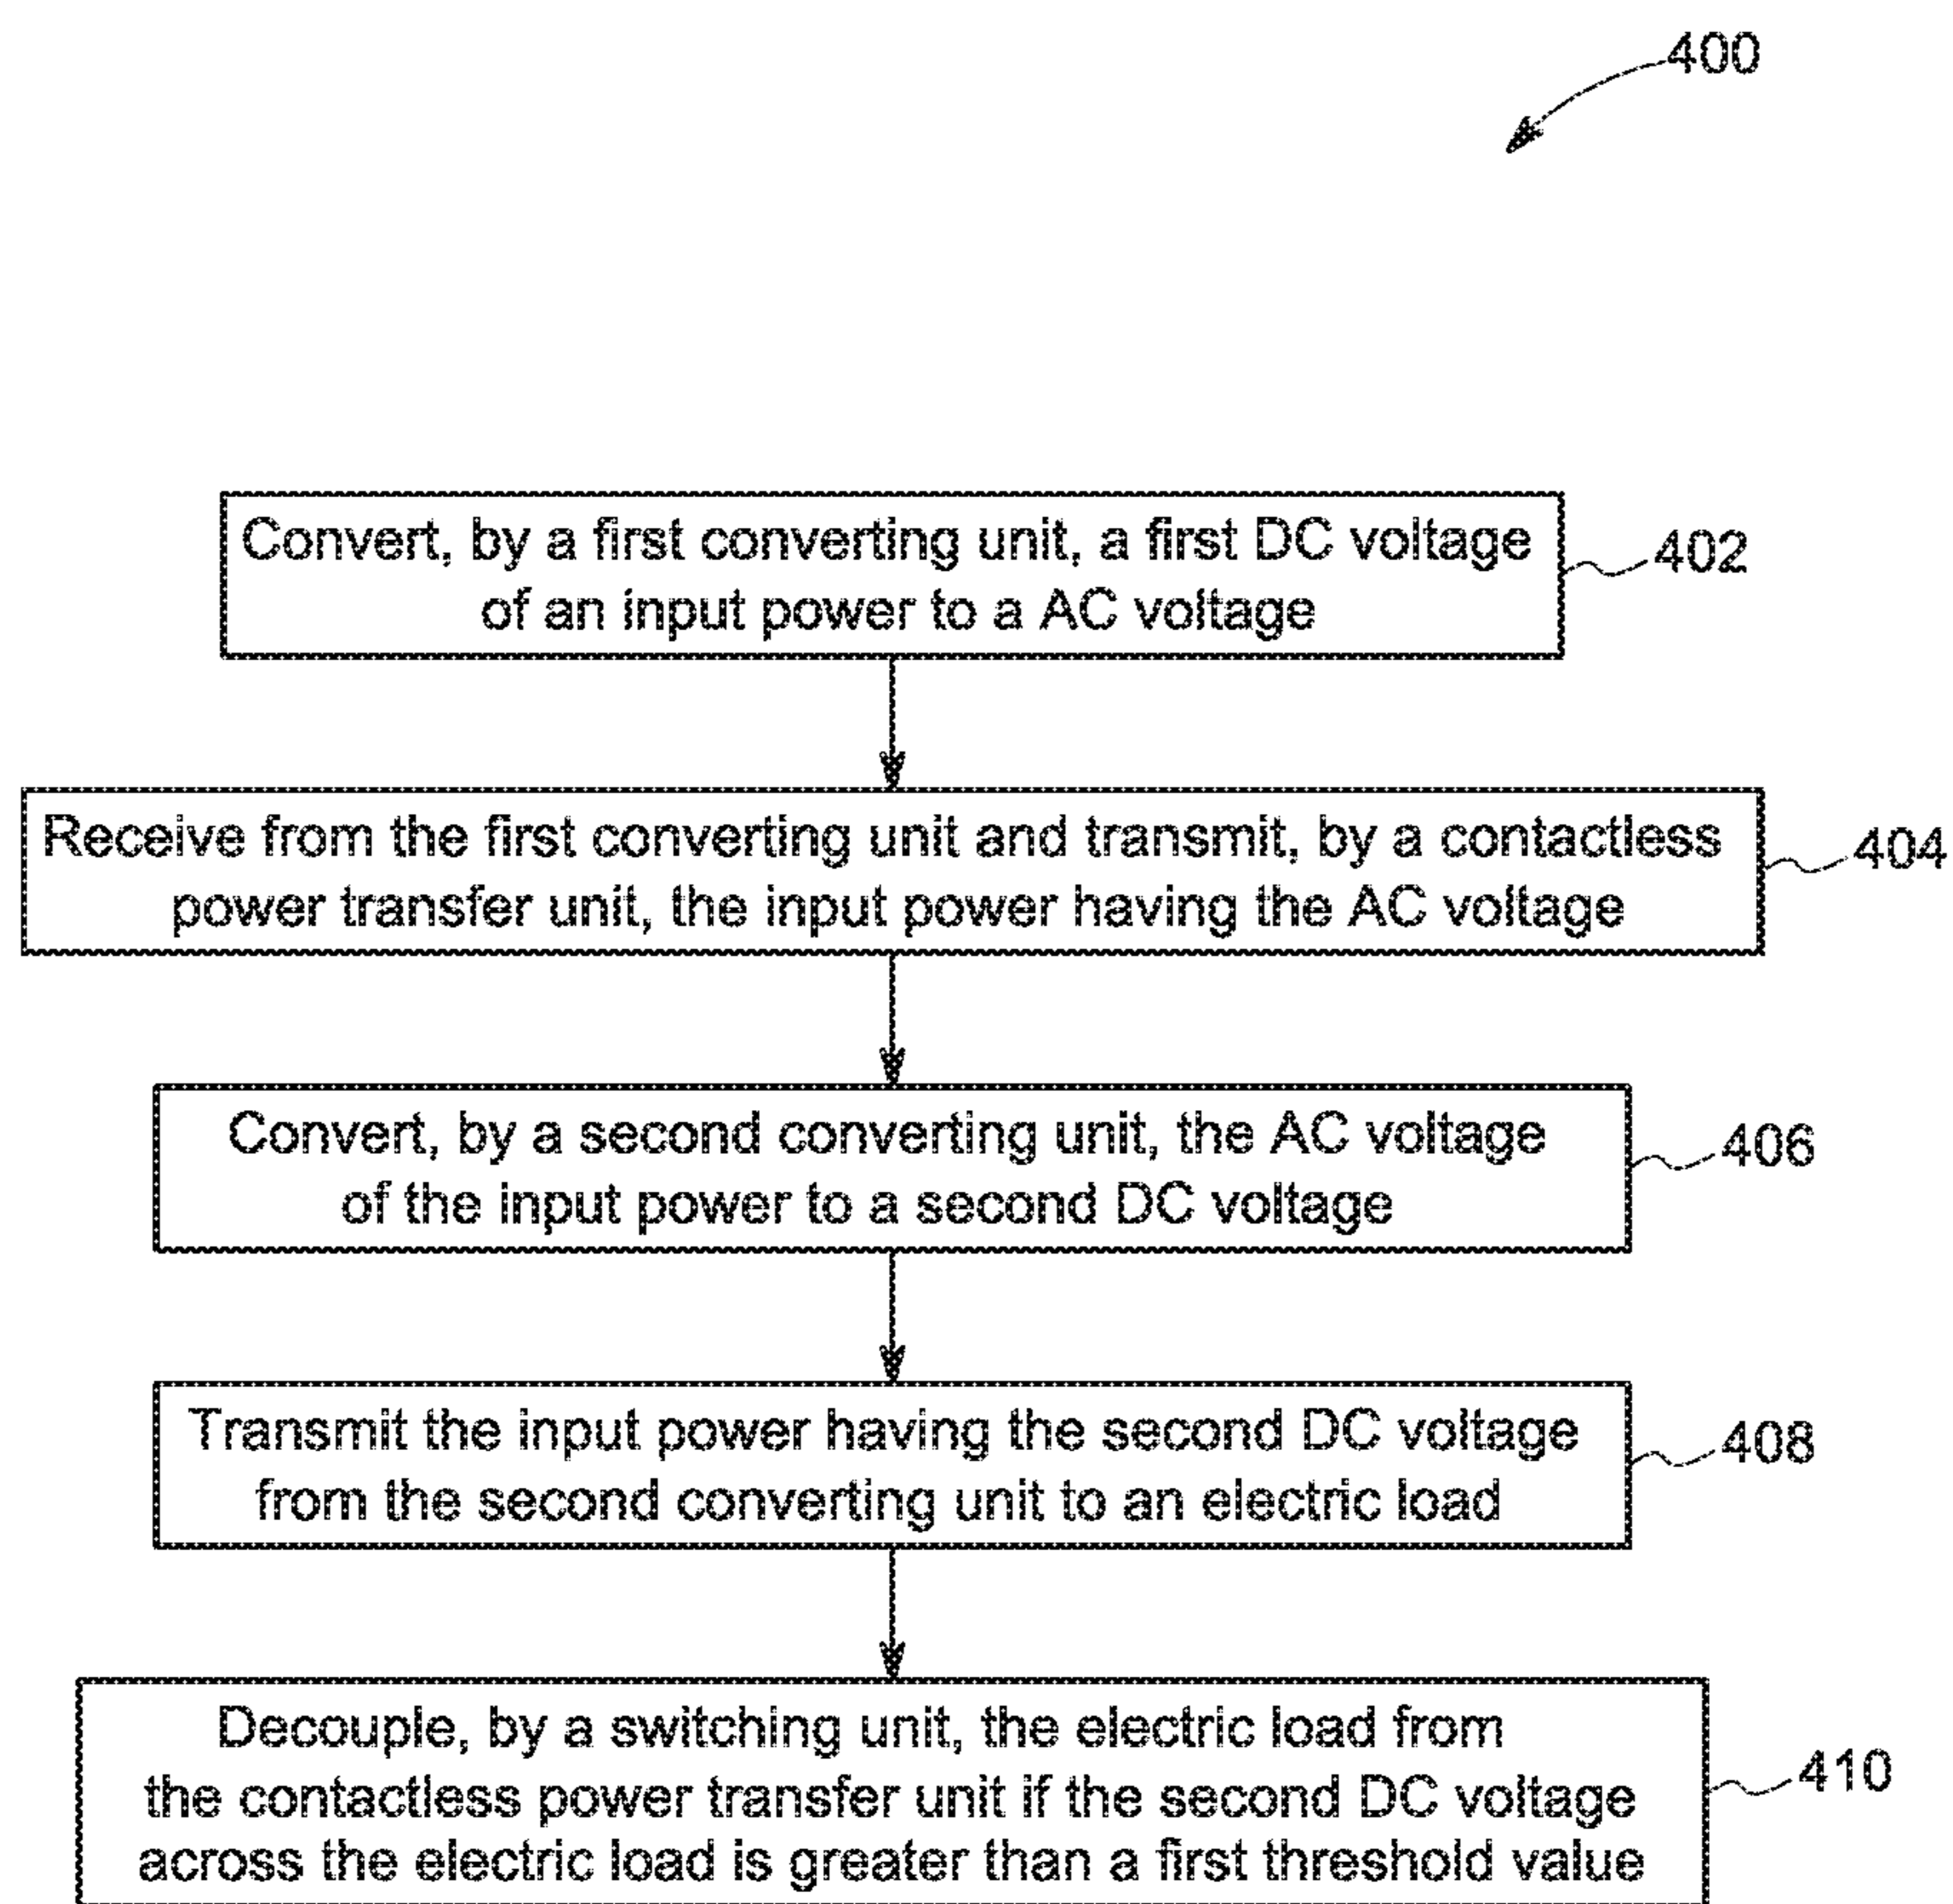 400
Convert, by a first converting unit, a first DC voltage
of an input power to a AC voltage
402
Receive from the first converting unit and transmit, by a contactless
power transfer unit, the input power having the AC voltage
404
Convert, by a second converting unit, the AC voltage
of the input power to a second DC voltage
406
Transmit the input power having the second DC voltage
from the second converting unit to an electric load
408
Decouple, by a switching unit, the electric load from
the contactless power transfer unit if the second DC voltage
across the electric load is greater than a first threshold value
410